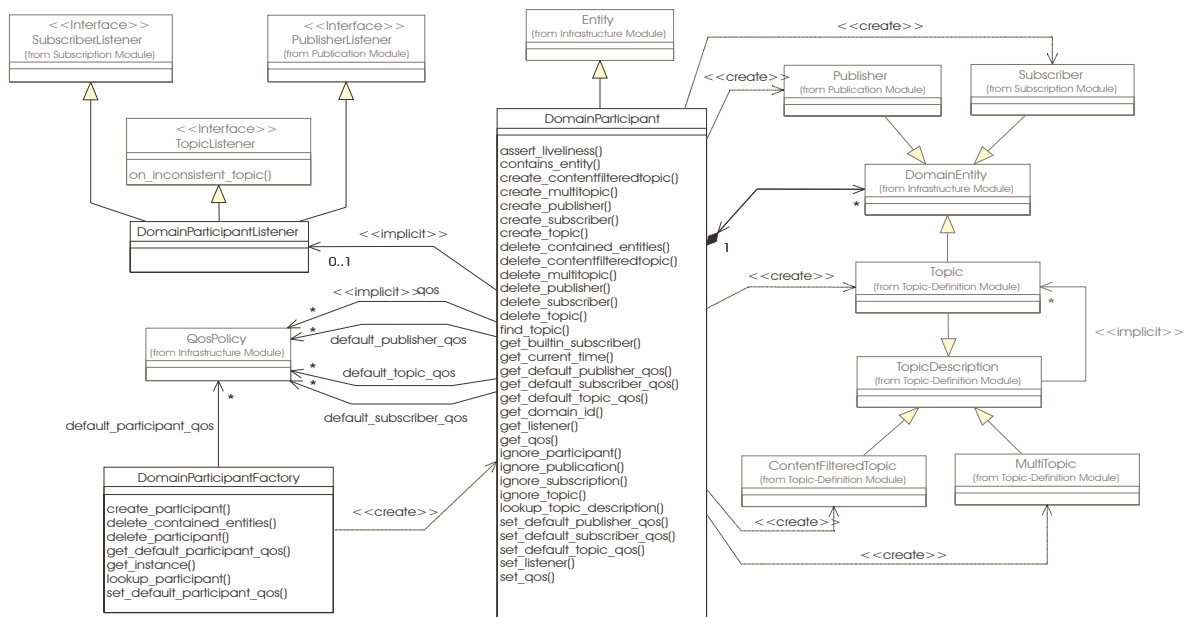 <<Interface>>
SubscriberListener
(from Subscription Module)
<<Interface>>
PublisherListener
(from Publication Module)
<<Interface>>
TopicListener
on_inconsistent_topic()
DomainParticipantListener
<<implicit>>
0..1
<<implicit>>
qos
*
*
default_publisher_qos
*
default_topic_qos
*
default_subscriber_qos
QosPolicy
(from Infrastructure Module)
*
default_participant_qos
DomainParticipantFactory
create_participant()
delete_contained_entities()
delete_participant()
get_default_participant_qos()
get_instance()
lookup_participant()
set_default_participant_qos()
<<create>>
Entity
(from Infrastructure Module)
DomainParticipant
assert_liveliness()
contains_entity()
create_contentfilteredtopic()
create_multitopic()
create_publisher()
create_subscriber()
create_topic()
delete_contained_entities()
delete_contentfilteredtopic()
delete_multitopic()
delete_publisher()
delete_subscriber()
delete_topic()
find_topic()
get_builtin_subscriber()
get_current_time()
get_default_publisher_qos()
get_default_subscriber_qos()
get_default_topic_qos()
get_domain_id()
get_listener()
get_qos()
ignore_participant()
ignore_publication()
ignore_subscription()
ignore_topic()
lookup_topic_description()
set_default_publisher_qos()
set_default_subscriber_qos()
set_default_topic_qos()
set_listener()
set_qos()
<<create>>
<<create>>
Publisher
(from Publication Module)
Subscriber
(from Subscription Module)
DomainEntity
(from Infrastructure Module)
*
1
<<create>>
Topic
(from Topic-Definition Module)
*
<<implicit>>
TopicDescription
(from Topic-Definition Module)
ContentFilteredTopic
(from Topic-Definition Module)
MultiTopic
(from Topic-Definition Module)
<<create>>
<<create>>